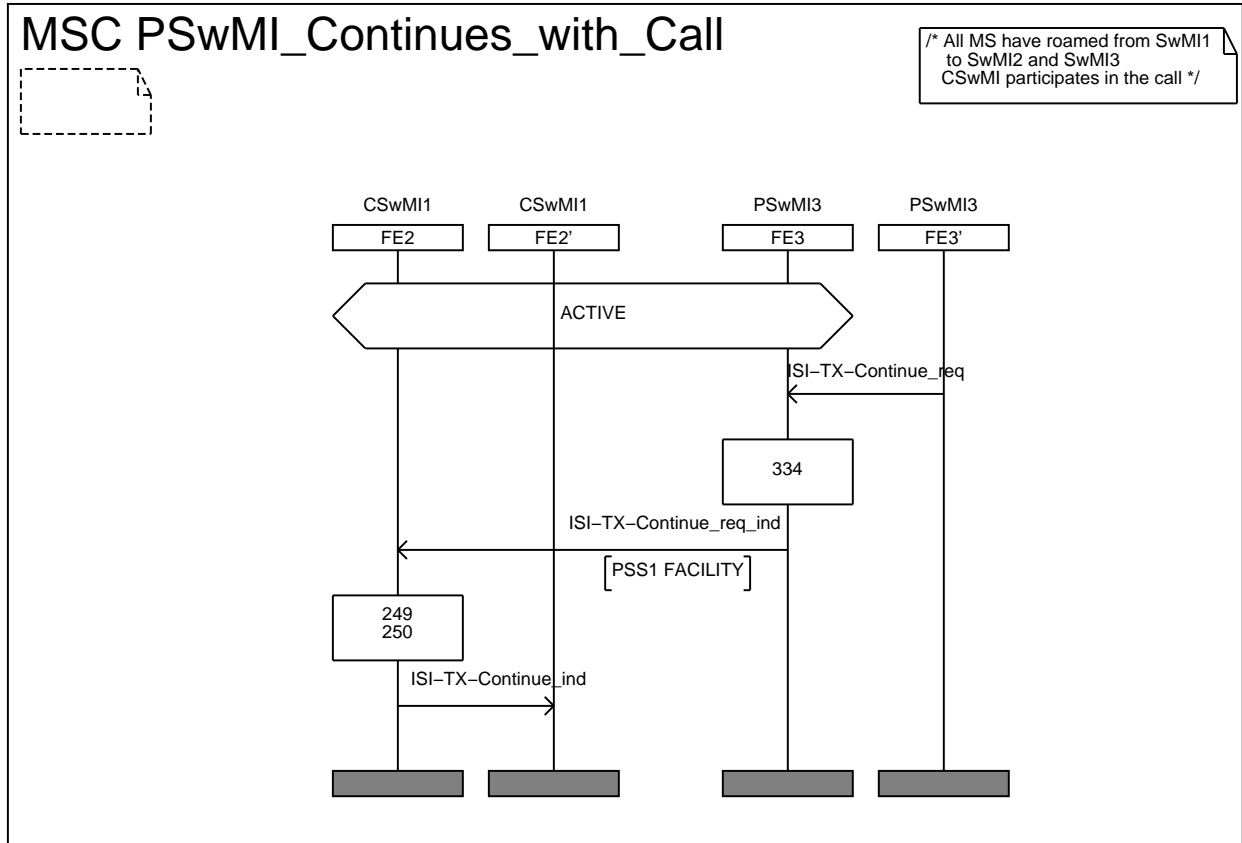 MSC PSwMI_Continues_with_Call
/* All MS have roamed from SwMI1
to SwMI2 and SwMI3
CSwMI participates in the call */
CSwMI1 CSwMI1 PSwMI3 PSwMI3
FE2 FE2' FE3 FE3'
ACTIVE
ISI−TX−Continue_req
334
ISI−TX−Continue_req_ind
PSS1 FACILITY
249
250
ISI−TX−Continue_ind